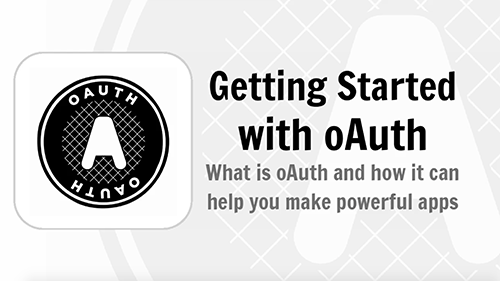 OAUTH
A
OAUTH
Getting Started
with oAuth
What is oAuth and how it can
help you make powerful apps